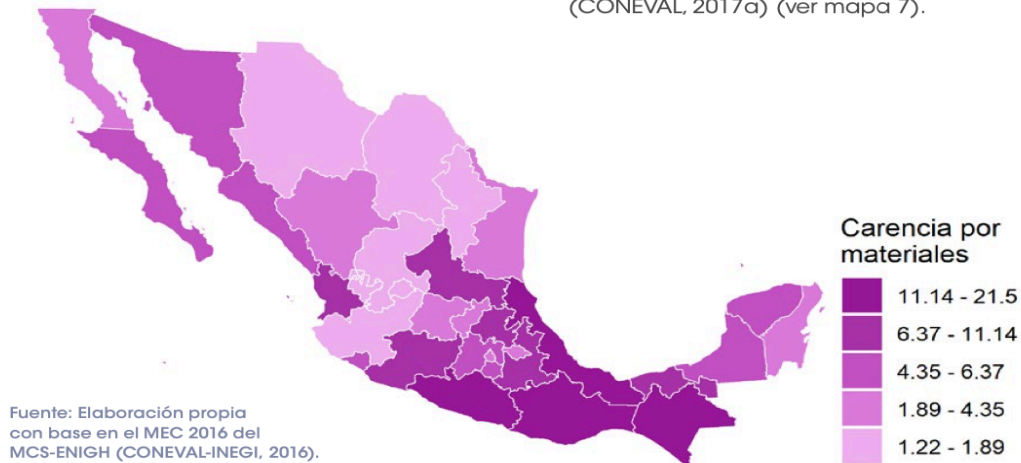 (CONEVAL, 2017a) (ver mapa 7).
Carencia por
materiales
11.14 - 21.5
6.37 - 11.14
4.35 - 6.37
1.89 - 4.35
1.22 - 1.89
Fuente: Elaboración propia
con base en el MEC 2016 del
MCS-ENIGH (CONEVAL-INEGI, 2016).